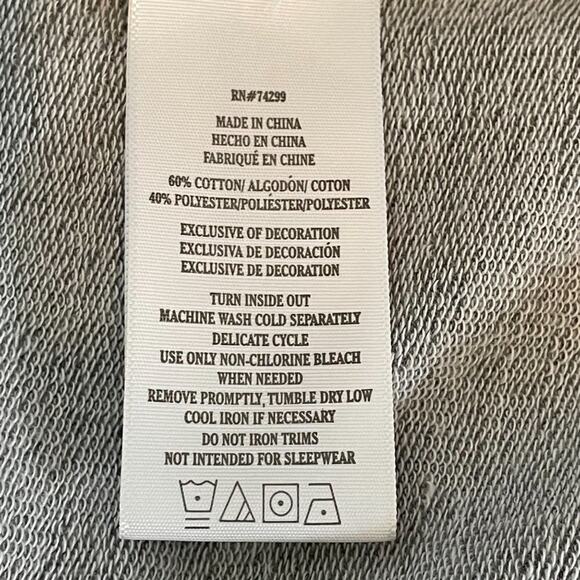 RN#74299
MADE IN CHINA
HECHO EN CHINA
FABRIQUÉ EN CHINE
60% COTTON/ ALGODÓN/ COTON
40% POLYESTER/POLIÉSTER/POLYESTER
EXCLUSIVE OF DECORATION
EXCLUSIVA DE DECORACIÓN
EXCLUSIVE DE DECORATION
TURN INSIDE OUT
MACHINE WASH COLD SEPARATELY
DELICATE CYCLE
USE ONLY NON-CHLORINE BLEACH
WHEN NEEDED
REMOVE PROMPTLY, TUMBLE DRY LOW
COOL IRON IF NECESSARY
DO NOT IRON TRIMS
NOT INTENDED FOR SLEEPWEAR